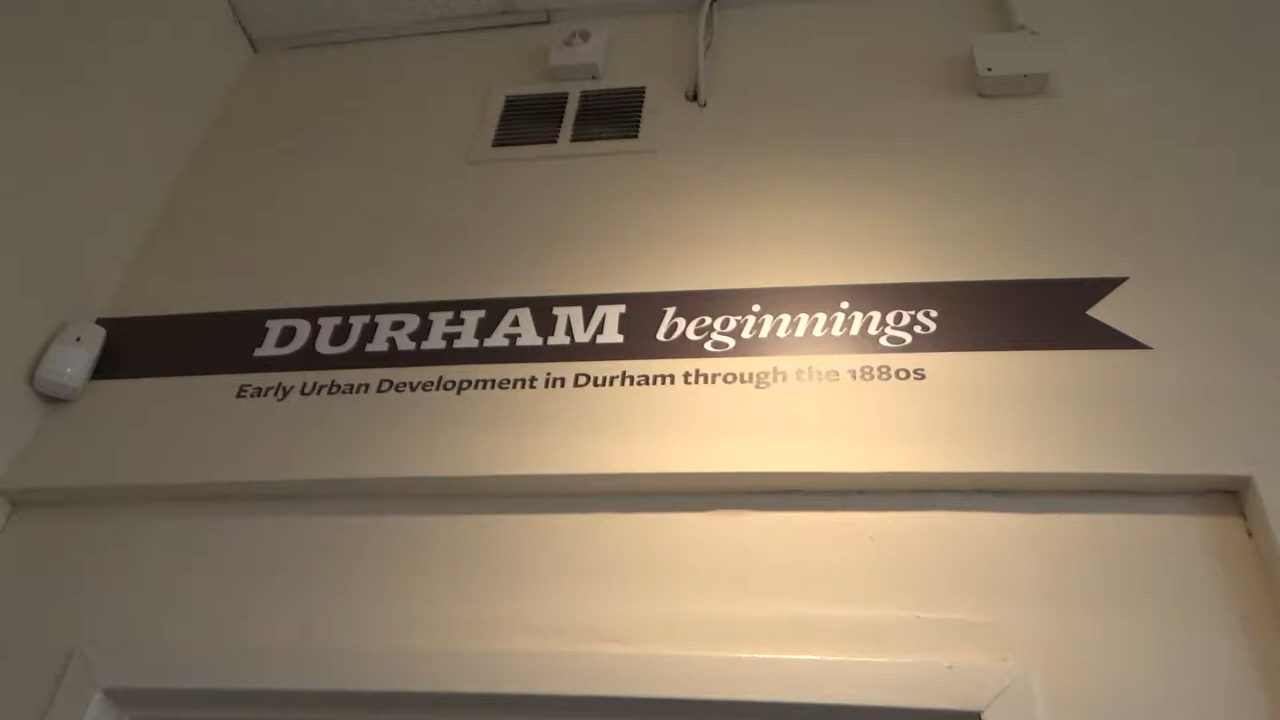 DURHAM beginnings
Early Urban Development in Durham through the 1880s